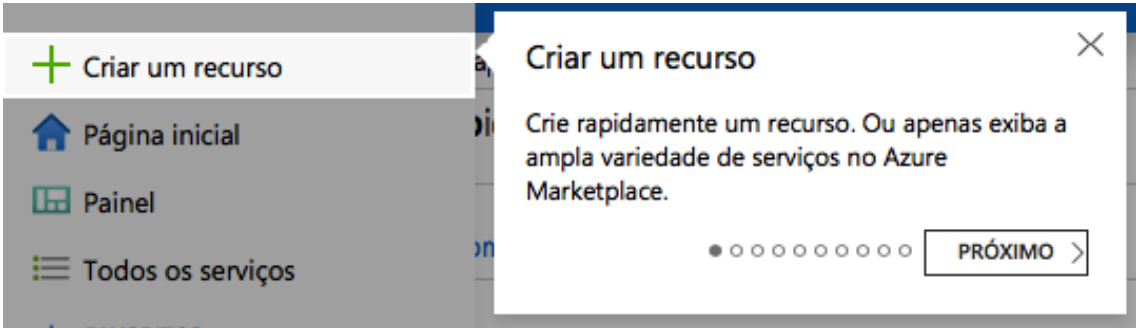 Criar um recurso
Página inicial
Painel
Todos os serviços
Criar um recurso
Crie rapidamente um recurso. Ou apenas exiba a
ampla variedade de serviços no Azure
Marketplace.
PRÓXIMO